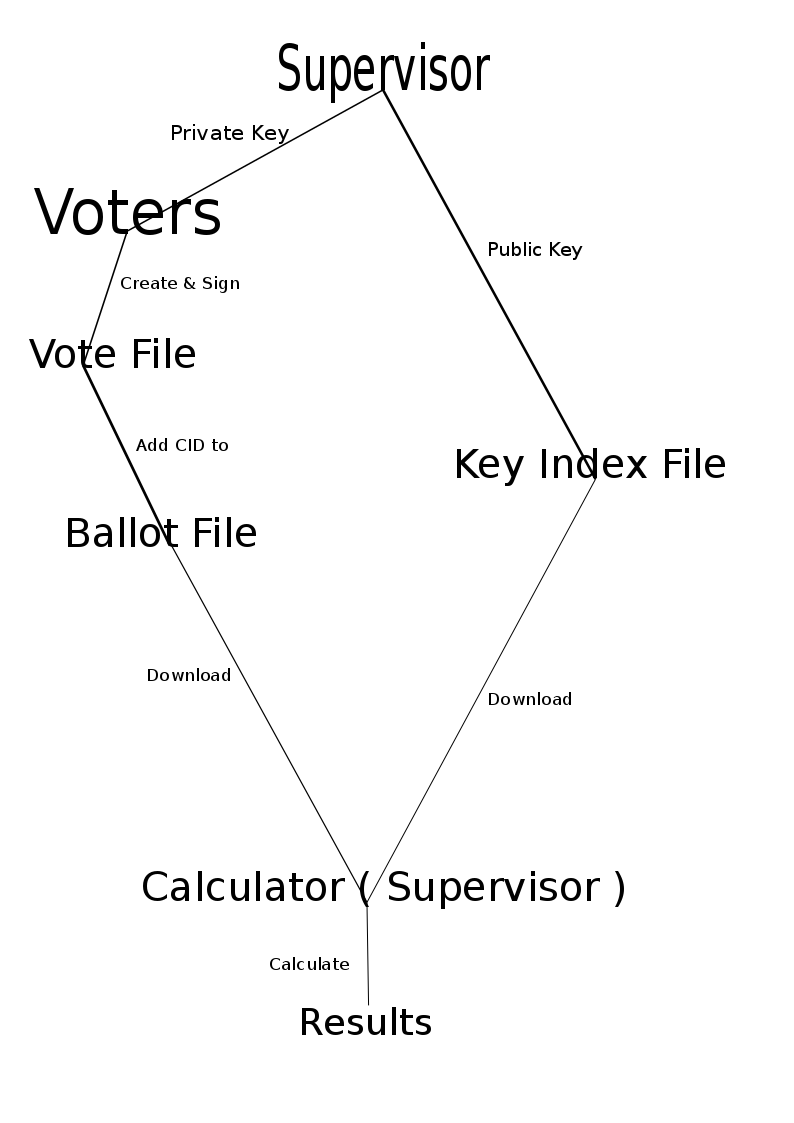 Supervisor
Private Key
Voters
Public Key
Create & Sign
Vote File
Add CID to
Key Index File
Ballot File
Download
Download
Calculator ( Supervisor )
Calculate
Results